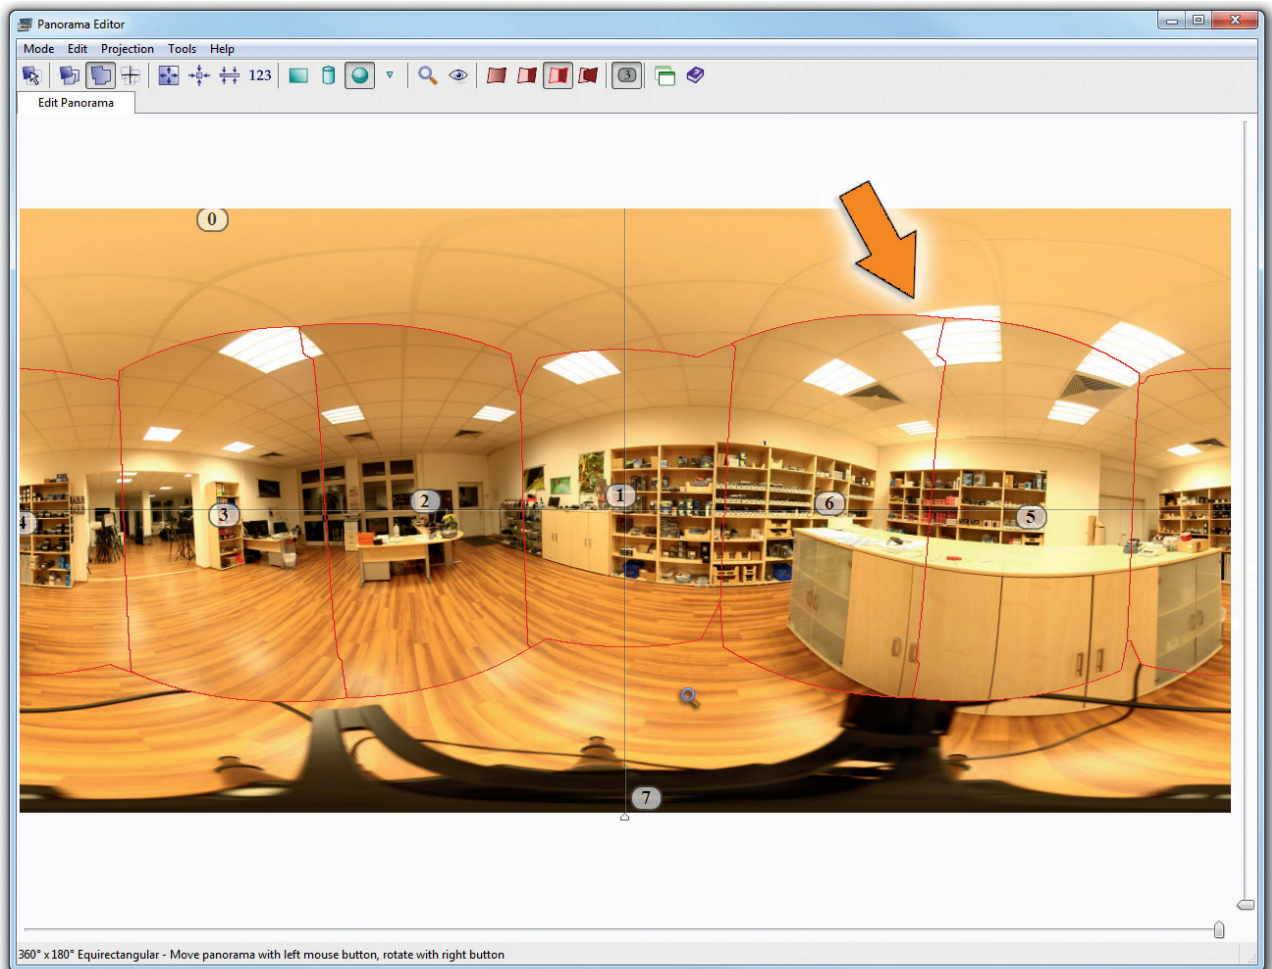 Panorama Editor
Mode Edit Projection Tools Help
123 3
Edit Panorama
0
1
2
6
3
5
4
7
360° x 180° Equirectangular - Move panorama with left mouse button, rotate with right button